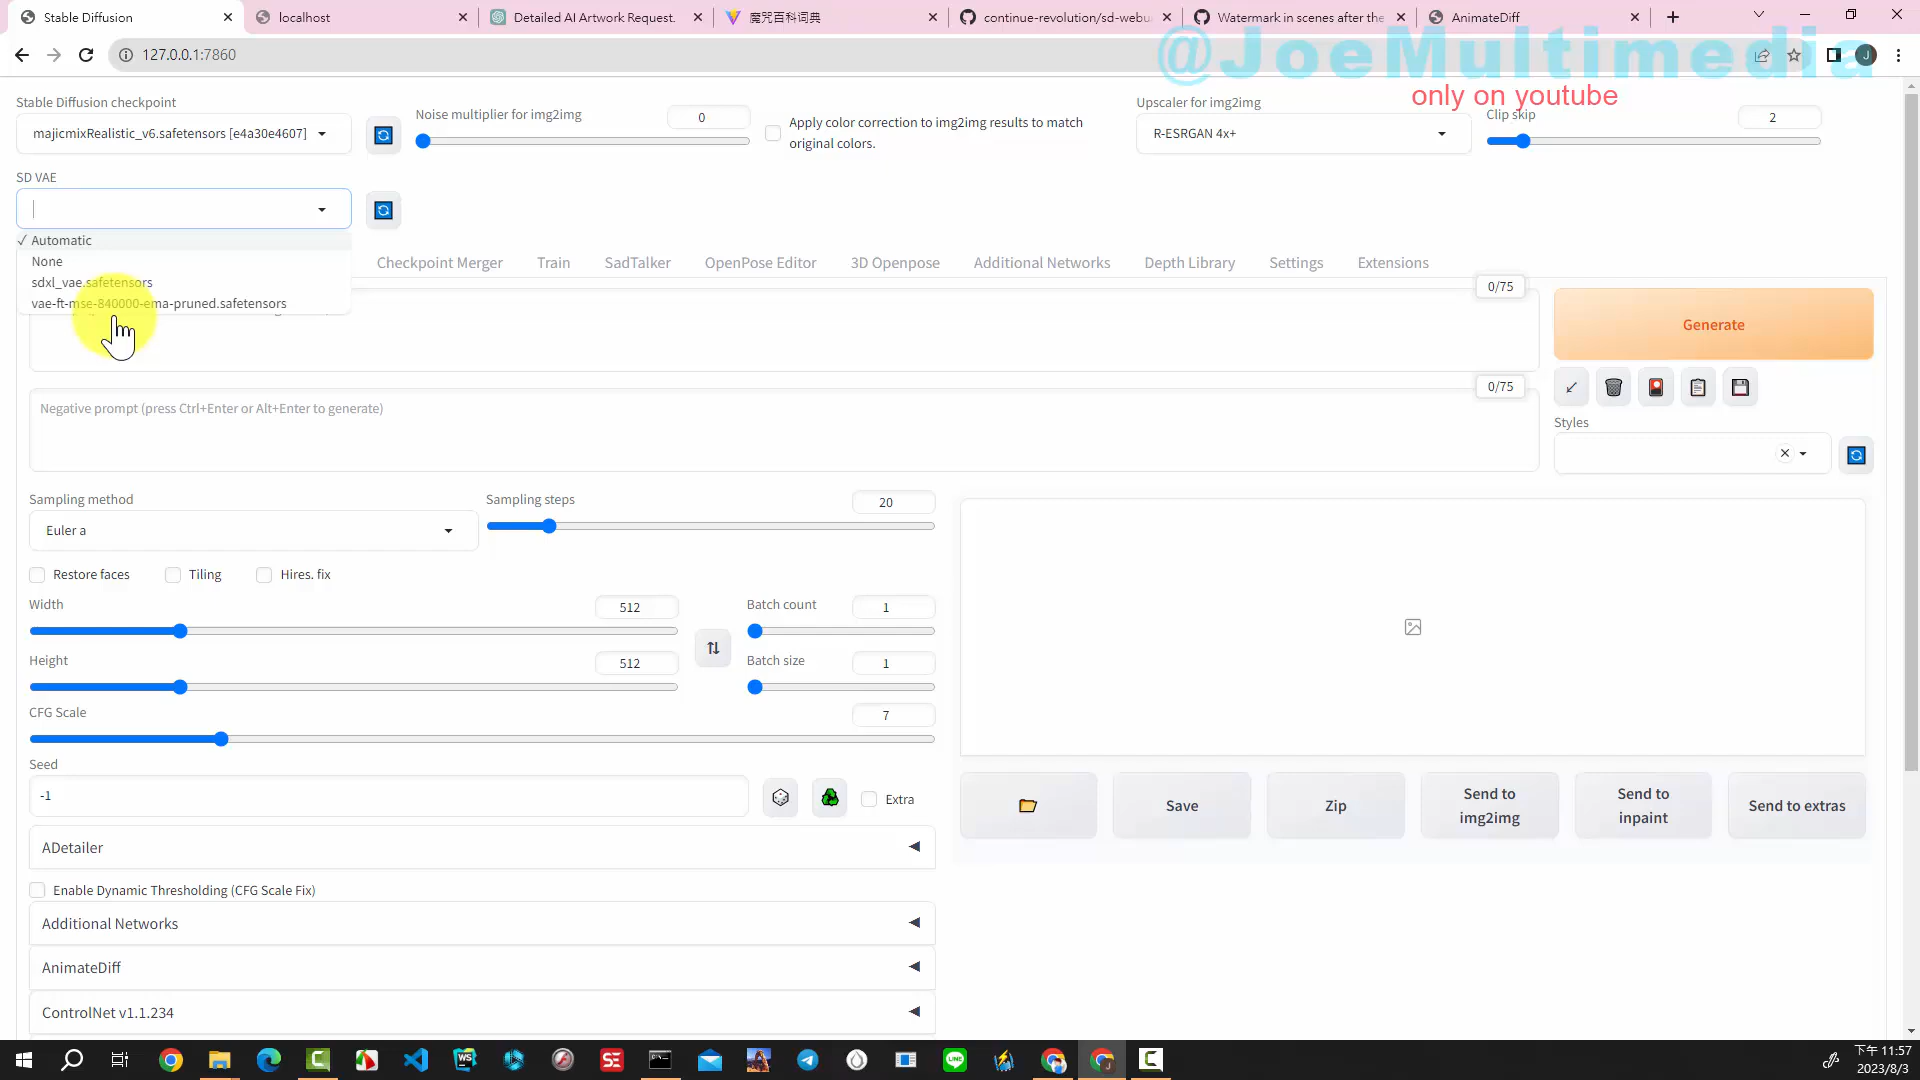 Stable Diffusion
localhost
Detailed AI Artwork Request.
魔咒百科词典
continue-revolution/sd-webu
Watermark in scenes after the
AnimateDiff
127.0.0.1:7860
@JoeMultimedia
only on youtube
Stable Diffusion checkpoint
majicmixRealistic_v6.safetensors [e4a30e4607]
Noise multiplier for img2img
0
Apply color correction to img2img results to match
original colors.
Upscaler for img2img
R-ESRGAN 4x+
Clip skip
2
SD VAE
✓ Automatic
None
sdxl_vae.safetensors
vae-ft-mse-840000-ema-pruned.safetensors
Checkpoint Merger
Train
SadTalker
OpenPose Editor
3D Openpose
Additional Networks
Depth Library
Settings
Extensions
0/75
Generate
0/75
Negative prompt (press Ctrl+Enter or Alt+Enter to generate)
Styles
Sampling method
Euler a
Sampling steps
20
Restore faces
Tiling
Hires. fix
Width
512
Batch count
1
Height
512
Batch size
1
CFG Scale
7
Seed
-1
Extra
Save
Zip
Send to
img2img
Send to
inpaint
Send to extras
ADetailer
Enable Dynamic Thresholding (CFG Scale Fix)
Additional Networks
AnimateDiff
ControlNet v1.1.234
下午 11:57
2023/8/3